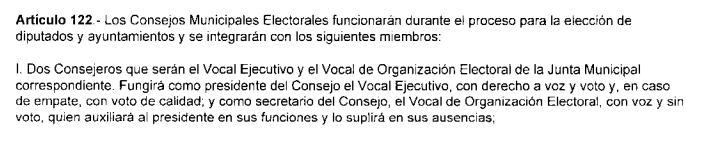 Artículo 122.- Los Consejos Municipales Electorales funcionarán durante el proceso para la elección de
diputados y ayuntamientos y se integrarán con los siguientes miembros:
I. Dos Consejeros que serán el Vocal Ejecutivo y el Vocal de Organización Electoral de la Junta Municipal
correspondiente. Fungirá como presidente del Consejo el Vocal Ejecutivo, con derecho a voz y voto y, en caso
de empate, con voto de calidad; y como secretario del Consejo, el Vocal de Organización Electoral, con voz y sin
voto, quien auxiliará al presidente en sus funciones y lo suplirá en sus ausencias;